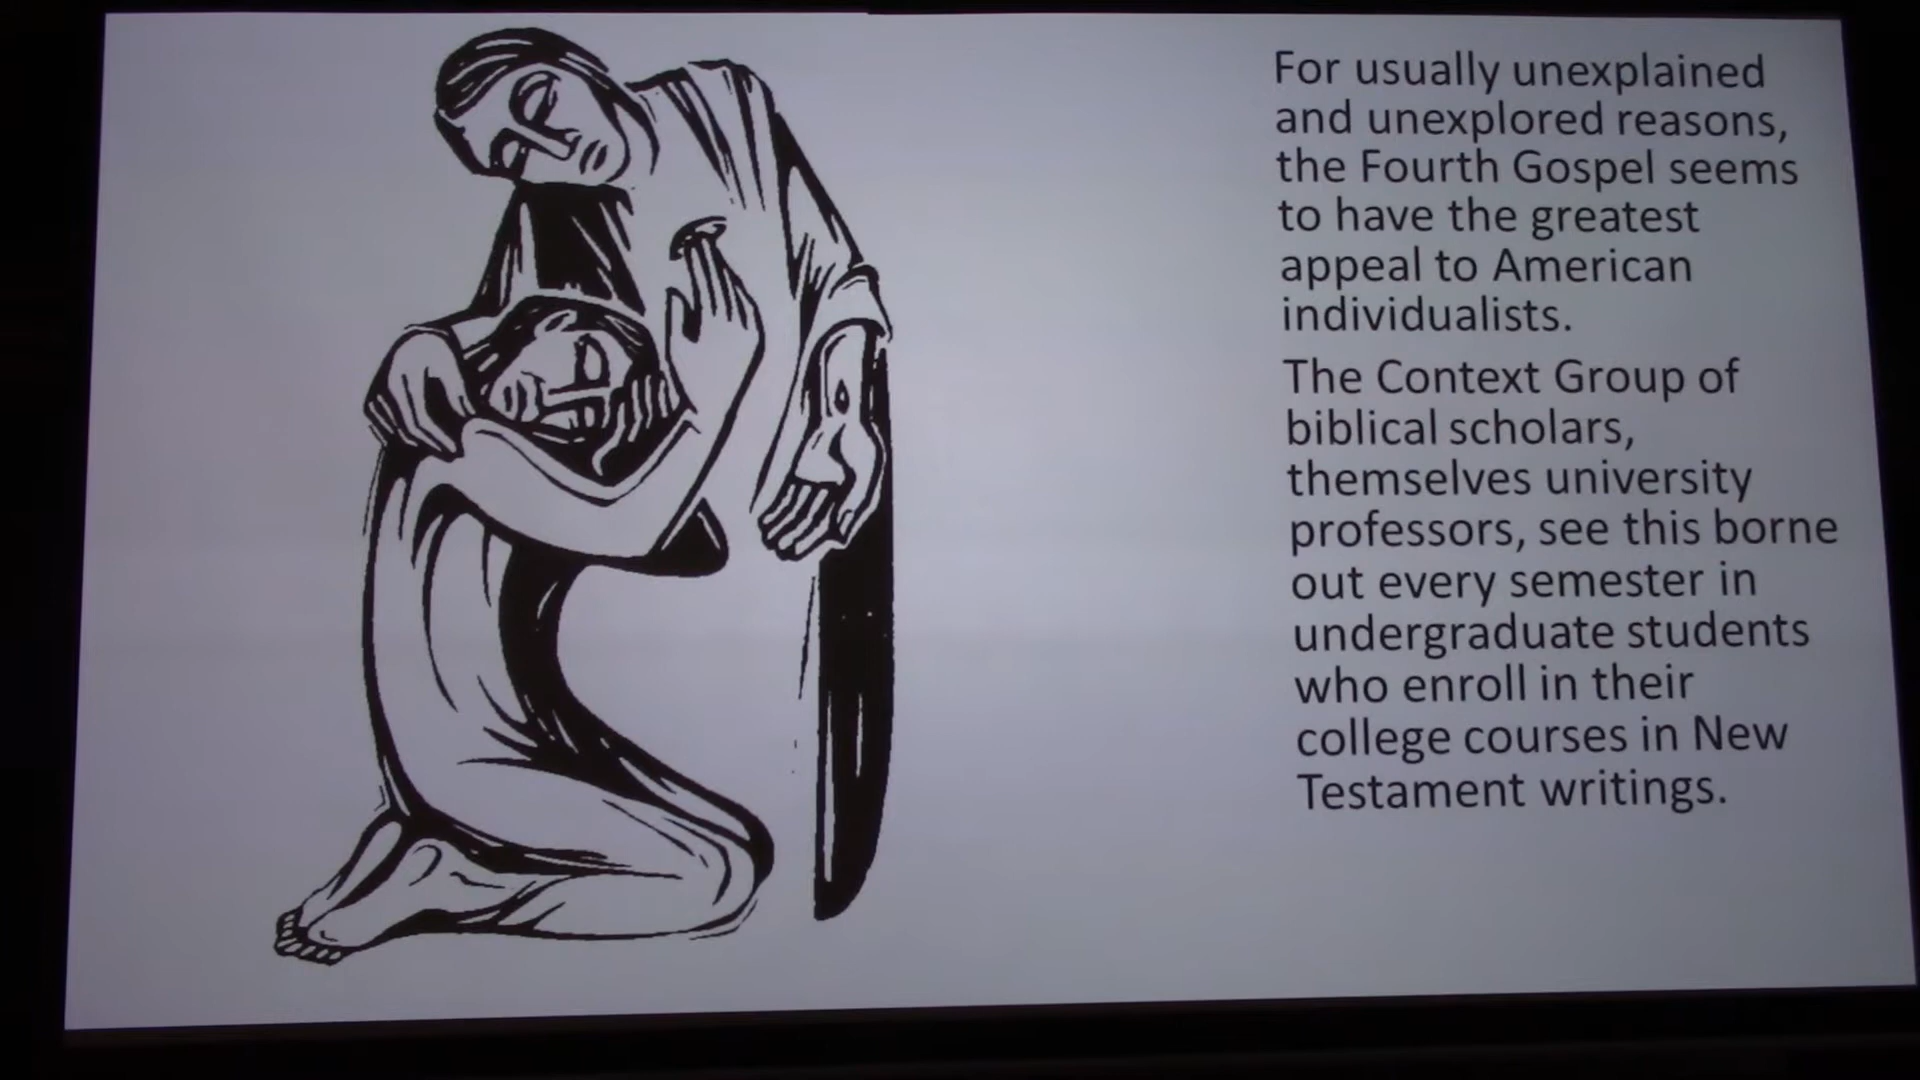 For usually unexplained
and unexplored reasons,
the Fourth Gospel seems
to have the greatest
appeal to American
individualists.
The Context Group of
biblical scholars,
themselves university
professors, see this borne
out every semester in
undergraduate students
who enroll in their
college courses in New
Testament writings.